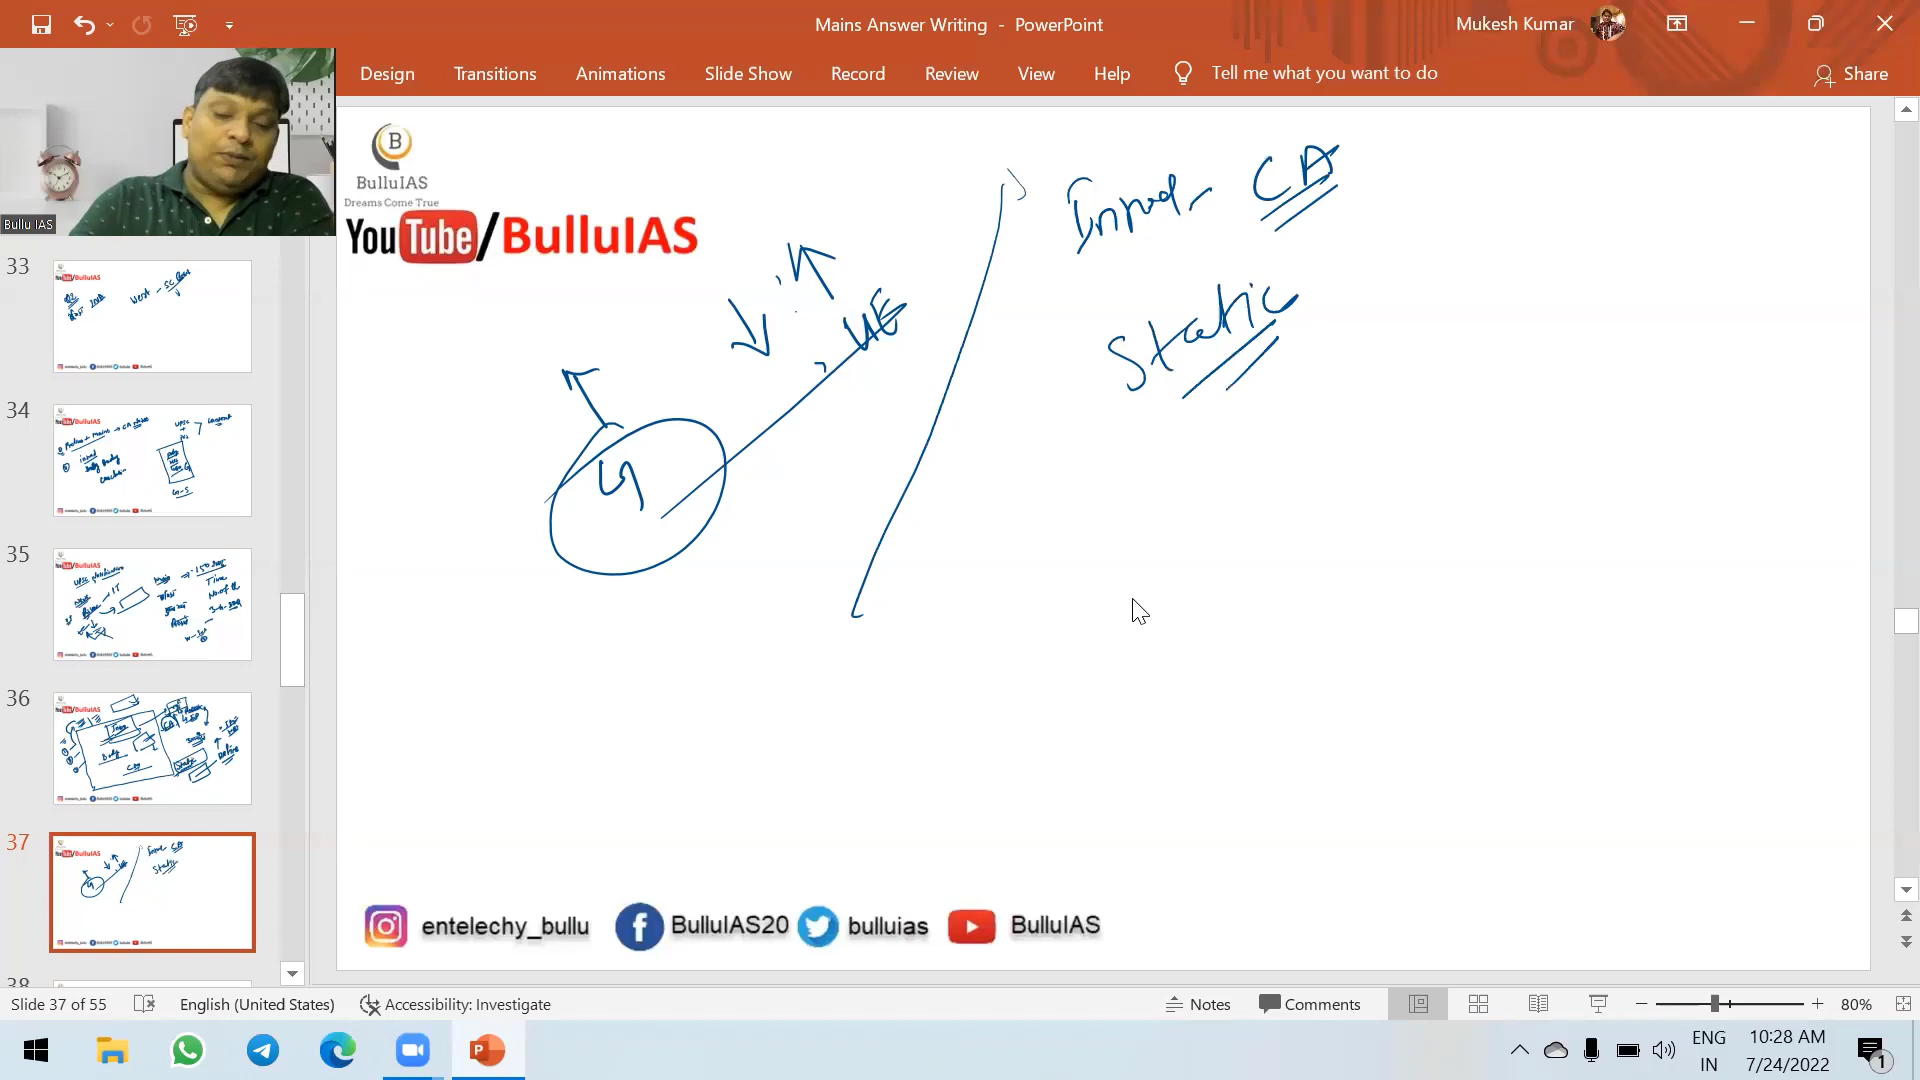 Mains Answer Writing - PowerPoint
Mukesh Kumar
Design Transitions Animations Slide Show Record Review View Help Tell me what you want to do Share
Bullu IAS
B
BulluIAS
Dreams Come True
YouTube/BulluIAS
CA
Static
33
34
35
36
37
38
entelechy_bullu BulluIAS20 bulluias BulluIAS
Slide 37 of 55 English (United States) Accessibility: Investigate Notes Comments 80%
ENG 10:28 AM
IN 7/24/2022
1